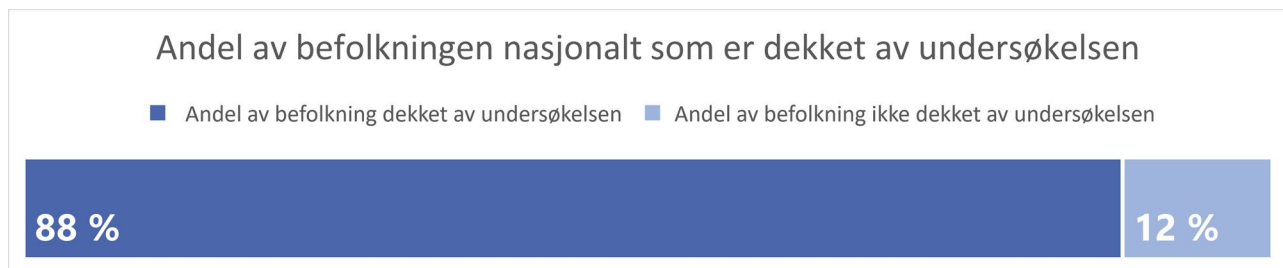 Andel av befolkningen nasjonalt som er dekket av undersøkelsen
Andel av befolkning dekket av undersøkelsen Andel av befolkning ikke dekket av undersøkelsen
88 % 12 %